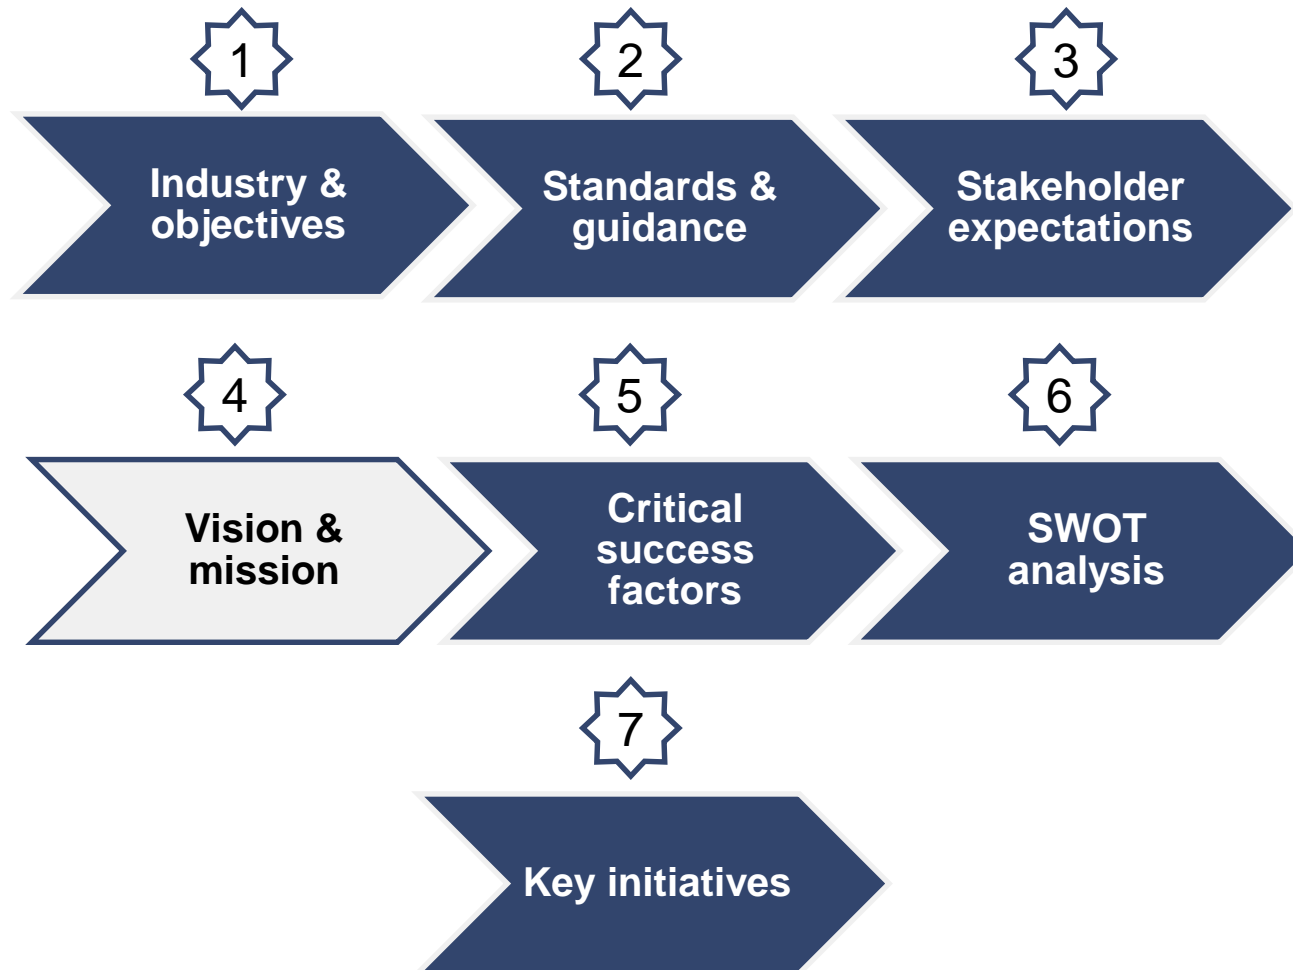 1
2
3
Industry &
objectives
Standards &
guidance
Stakeholder
expectations
4
5
6
Vision &
mission
Critical
success
factors
SWOT
analysis
7
Key initiatives